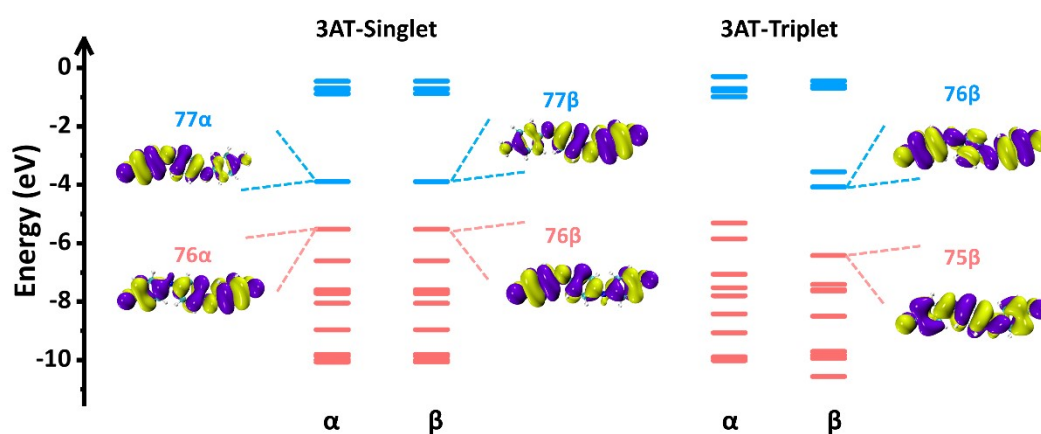 3AT-Singlet
3AT-Triplet
Energy (eV)
0
-2
-4
-6
-8
-10
77α
77β
76β
76α
76β
75β
α
β
α
β